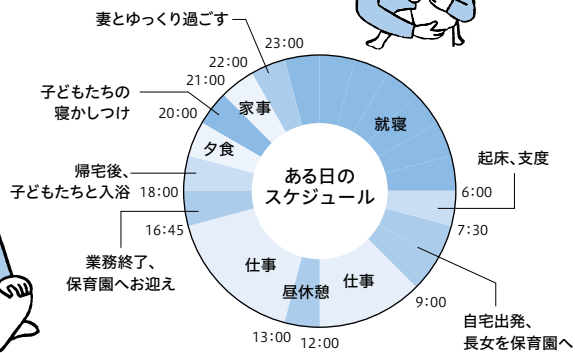 妻とゆっくり過ごす
23:00
22:00
21:00
子どもたちの
寝かしつけ
20:00
家事
夕食
就寝
ある日の
スケジュール
帰宅後、
子どもたちと入浴
18:00
16:45
業務終了、
保育園へお迎え
起床、支度
6:00
7:30
9:00
自宅出発、
長女を保育園へ
仕事
昼休憩
仕事
13:00
12:00